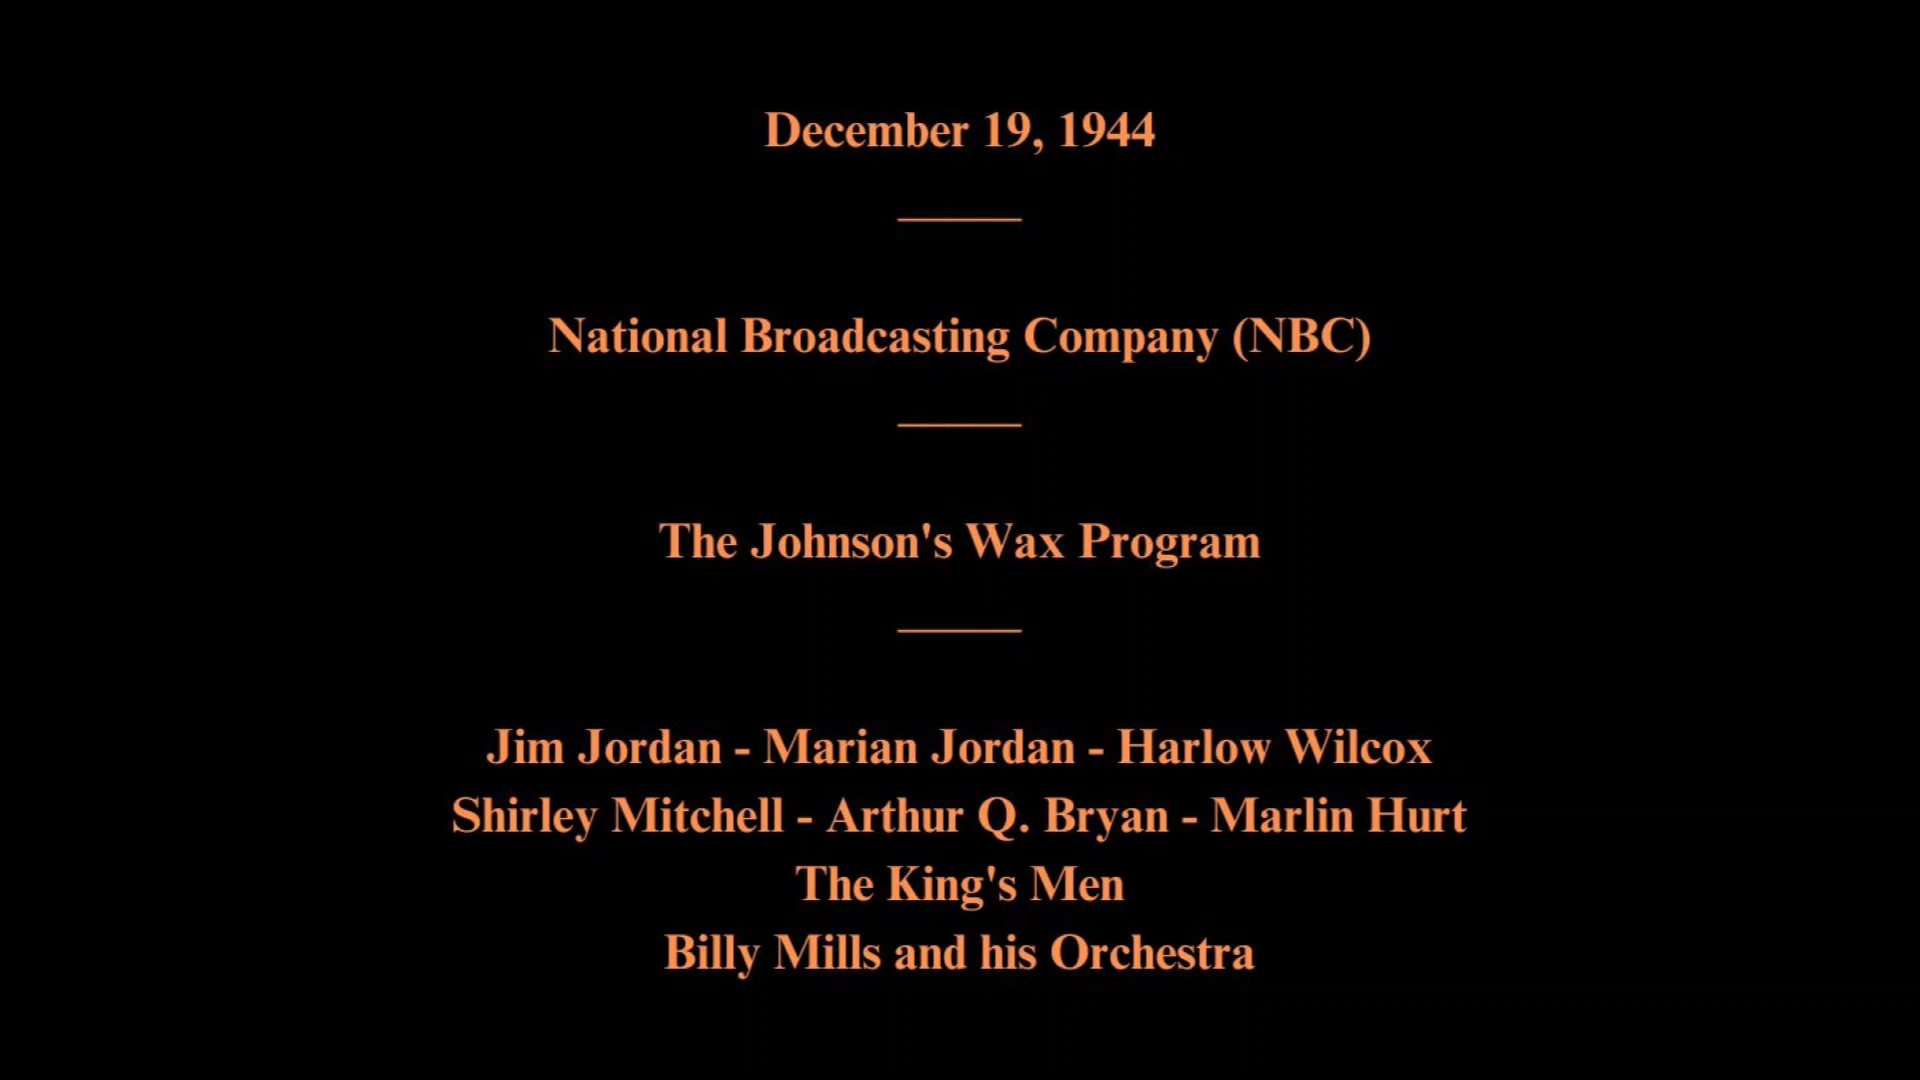 December 19, 1944
National Broadcasting Company (NBC)
The Johnson's Wax Program
Jim Jordan - Marian Jordan - Harlow Wilcox
Shirley Mitchell - Arthur Q. Bryan - Marlin Hurt
The King's Men
Billy Mills and his Orchestra